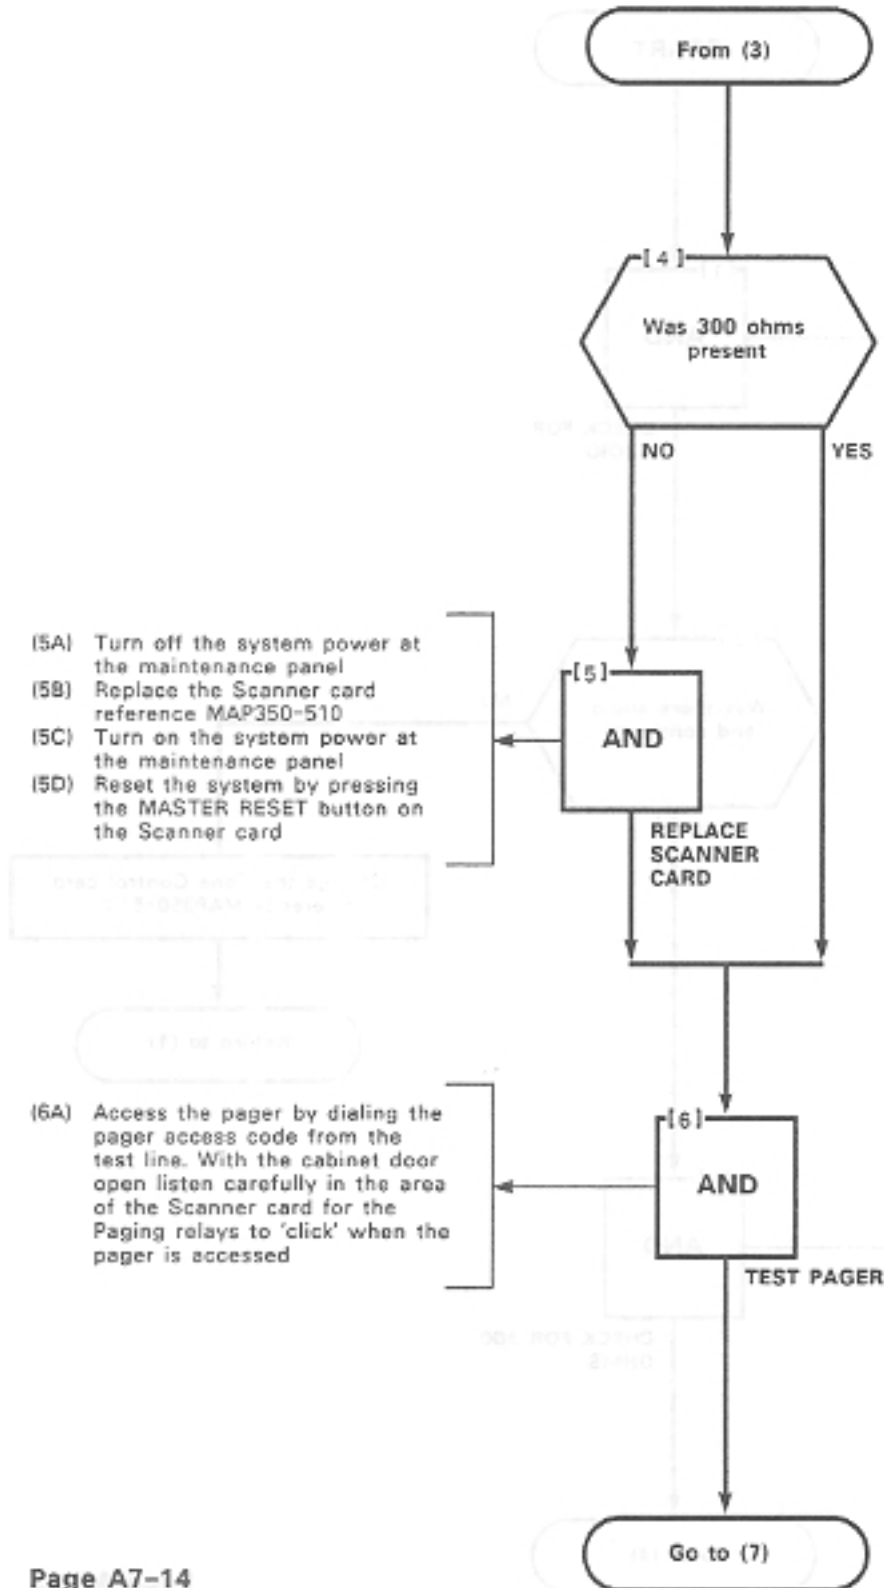 From (3)
[4]
Was 300 ohms
present
NO
YES
(5A) Turn off the system power at
the maintenance panel
(5B) Replace the Scanner card
reference MAP350-510
(5C) Turn on the system power at
the maintenance panel
(5D) Reset the system by pressing
the MASTER RESET button on
the Scanner card
[5]
AND
REPLACE
SCANNER
CARD
(6A) Access the pager by dialing the
pager access code from the
test line. With the cabinet door
open listen carefully in the area
of the Scanner card for the
Paging relays to 'click' when the
pager is accessed
[6]
AND
TEST PAGER
Go to (7)
Page A7-14